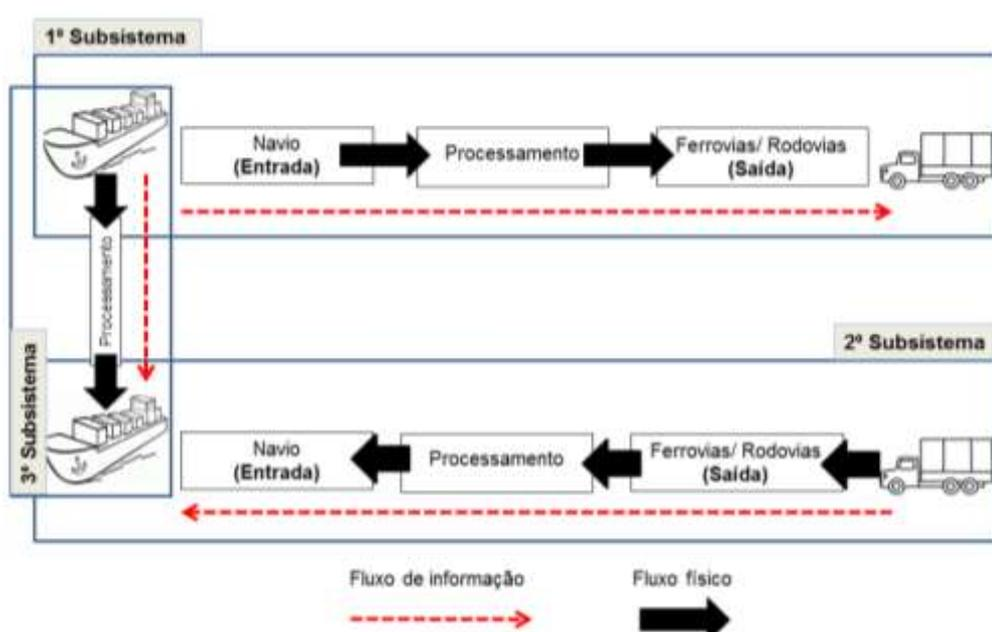 1º Subsistema
Navio
(Entrada)
Processamento
Ferrovias/ Rodovias
(Saída)
Processamento
3º Subsistema
2º Subsistema
Navio
(Entrada)
Processamento
Ferrovias/ Rodovias
(Saída)
Fluxo de informação
Fluxo físico